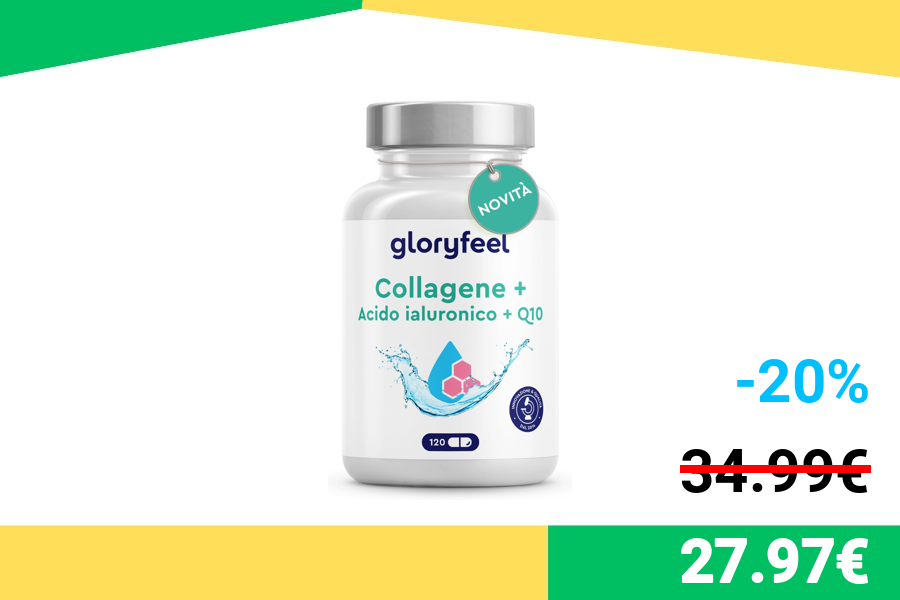 NOVITÀ
gloryfeel
Collagene +
Acido ialuronico + Q10
120
-20%
34.99€
27.97€